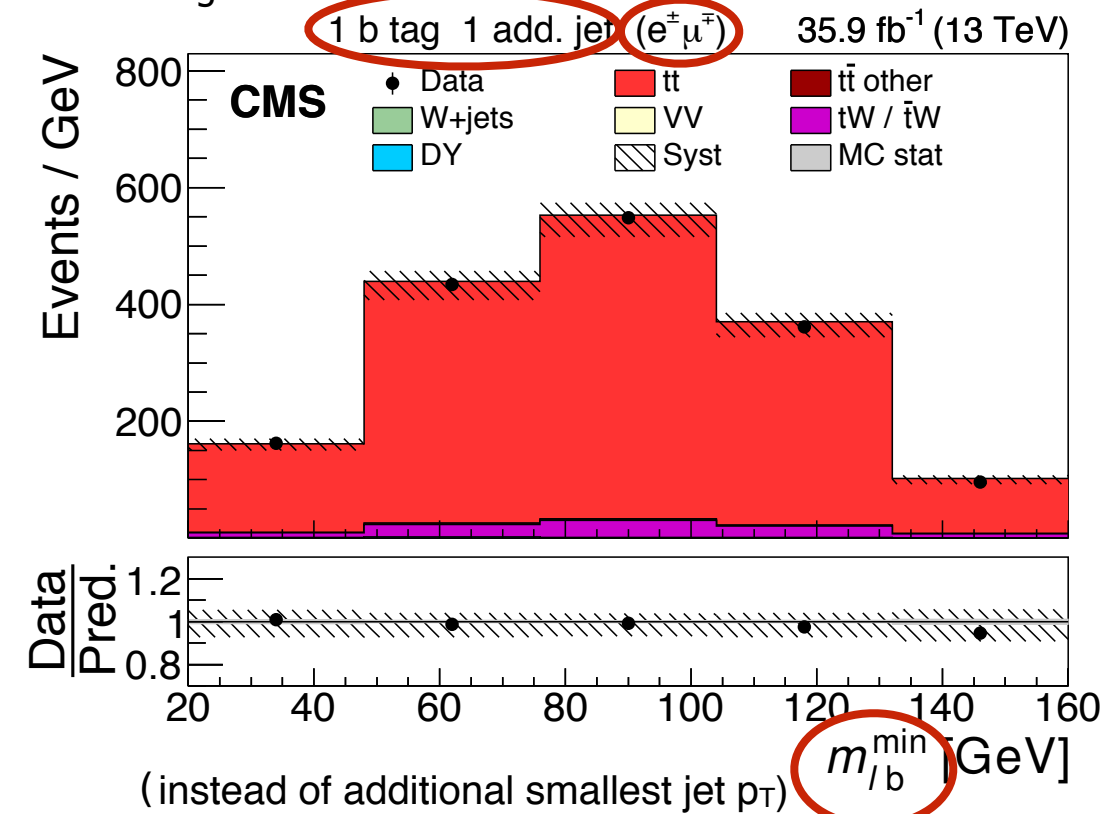 1 b tag 1 add. jet (e±μ∓) 35.9 fb⁻¹ (13 TeV)
CMS
Data
tt
tt̄ other
W+jets
VV
tW / t̄W
DY
Syst
MC stat
Events / GeV
800
600
400
200
Data
Pred.
1.2
1
0.8
20 40 60 80 100 120 140 160
m_{l b}^{min} [GeV]
(instead of additional smallest jet pT)